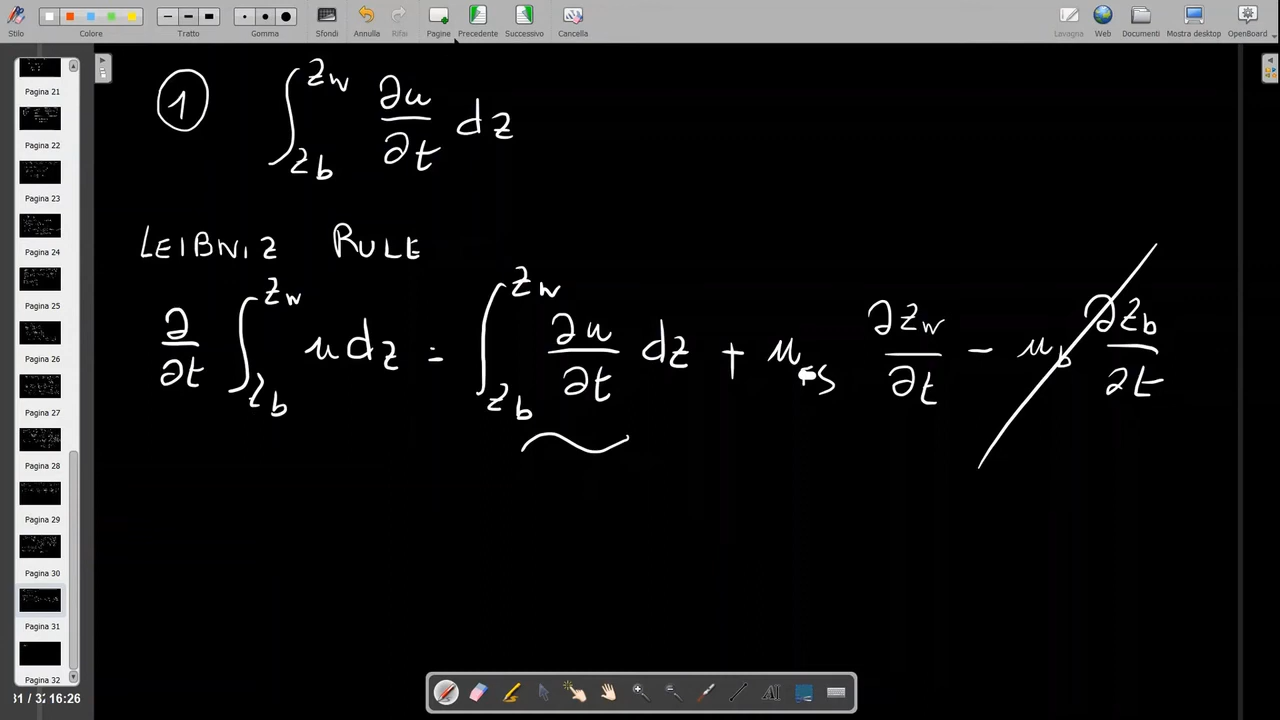 Stilo Colore Tratto Gomma Sfondi Annulla Rifai Pagine Precedente Successivo Cancella Lavagna Web Documenti Mostra desktop OpenBoard
Pagina 21
Pagina 22
Pagina 23
Pagina 24
Pagina 25
Pagina 26
Pagina 27
Pagina 28
Pagina 29
Pagina 30
Pagina 31
Pagina 32
31 / 32 16:26
① ∫_{z_b}^{z_w} ∂u/∂t dz
LEIBNIZ RULE
∂/∂t ∫_{z_b}^{z_w} u dz = ∫_{z_b}^{z_w} ∂u/∂t dz + u_s ∂z_w/∂t − u_b ∂z_b/∂t